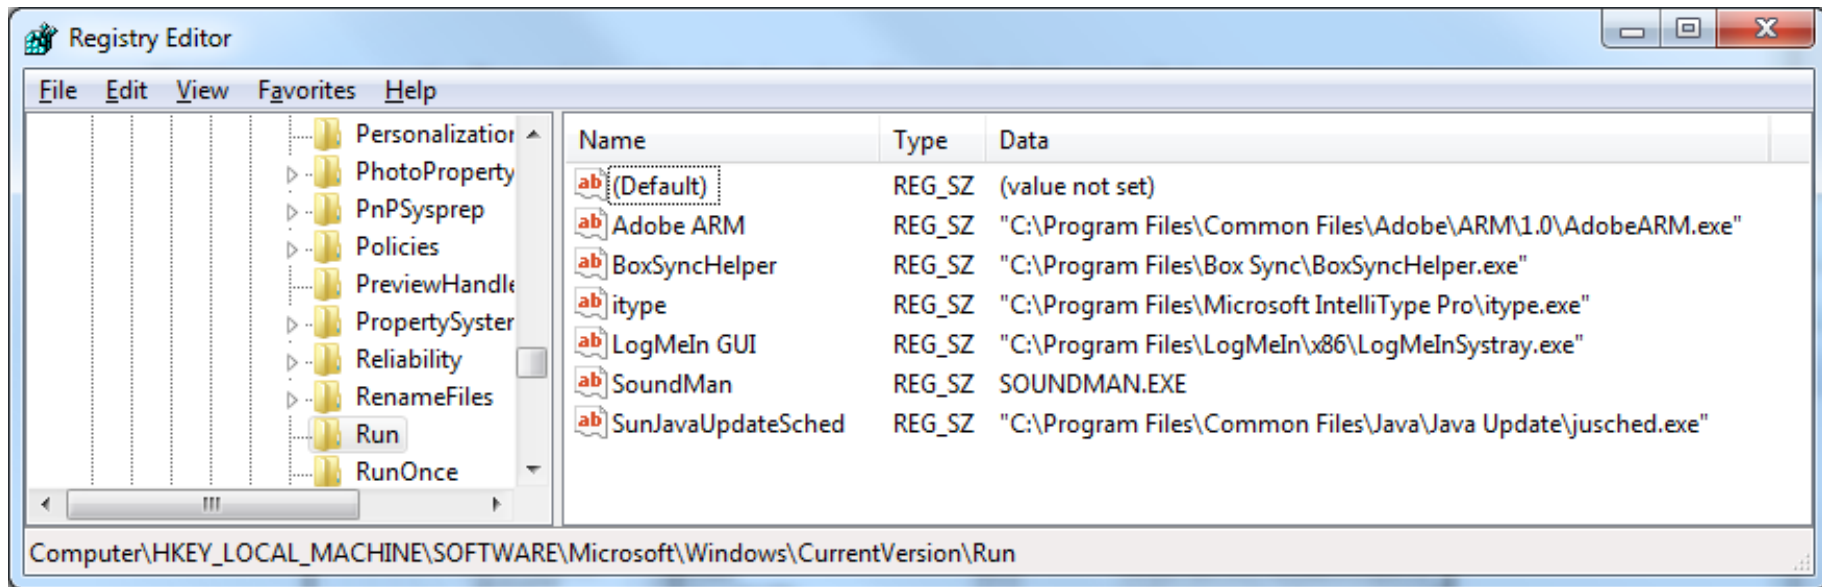 Registry Editor
File Edit View Favorites Help
Personalization
PhotoProperty
PnPSysprep
Policies
PreviewHandle
PropertySyster
Reliability
RenameFiles
Run
RunOnce
Name Type Data
(Default) REG_SZ (value not set)
Adobe ARM REG_SZ "C:\Program Files\Common Files\Adobe\ARM\1.0\AdobeARM.exe"
BoxSyncHelper REG_SZ "C:\Program Files\Box Sync\BoxSyncHelper.exe"
itype REG_SZ "C:\Program Files\Microsoft IntelliType Pro\itype.exe"
LogMeIn GUI REG_SZ "C:\Program Files\LogMeIn\x86\LogMeInSystray.exe"
SoundMan REG_SZ SOUNDMAN.EXE
SunJavaUpdateSched REG_SZ "C:\Program Files\Common Files\Java\Java Update\jusched.exe"
Computer\HKEY_LOCAL_MACHINE\SOFTWARE\Microsoft\Windows\CurrentVersion\Run